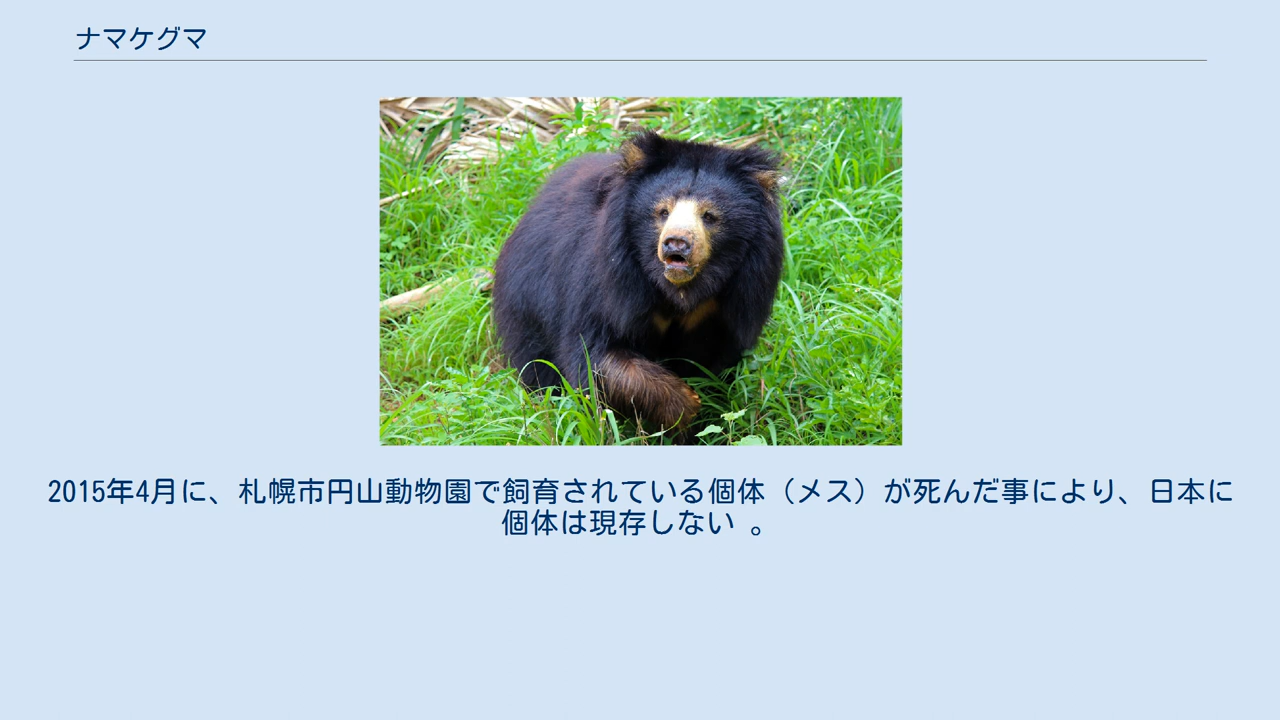 ナマケグマ
2015年4月に、札幌市円山動物園で飼育されている個体（メス）が死んだ事により、日本に
個体は現存しない 。